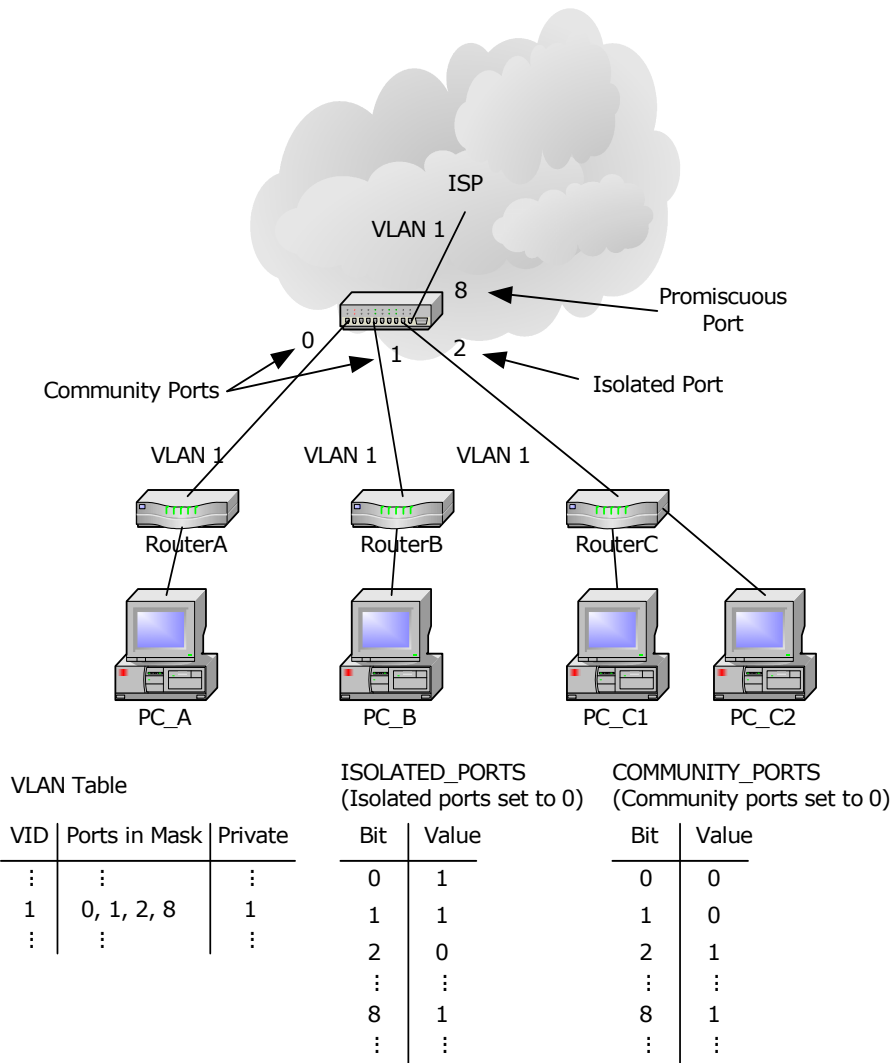 ISP
VLAN 1
8
Promiscuous
Port
0
1
2
Community Ports
Isolated Port
VLAN 1
VLAN 1
VLAN 1
RouterA
RouterB
RouterC
PC_A
PC_B
PC_C1
PC_C2
VLAN Table
VID Ports in Mask Private
⋮ ⋮ ⋮
1 0, 1, 2, 8 1
⋮ ⋮ ⋮
ISOLATED_PORTS
(Isolated ports set to 0)
Bit Value
0 1
1 1
2 0
⋮ ⋮
8 1
⋮ ⋮
COMMUNITY_PORTS
(Community ports set to 0)
Bit Value
0 0
1 0
2 1
⋮ ⋮
8 1
⋮ ⋮